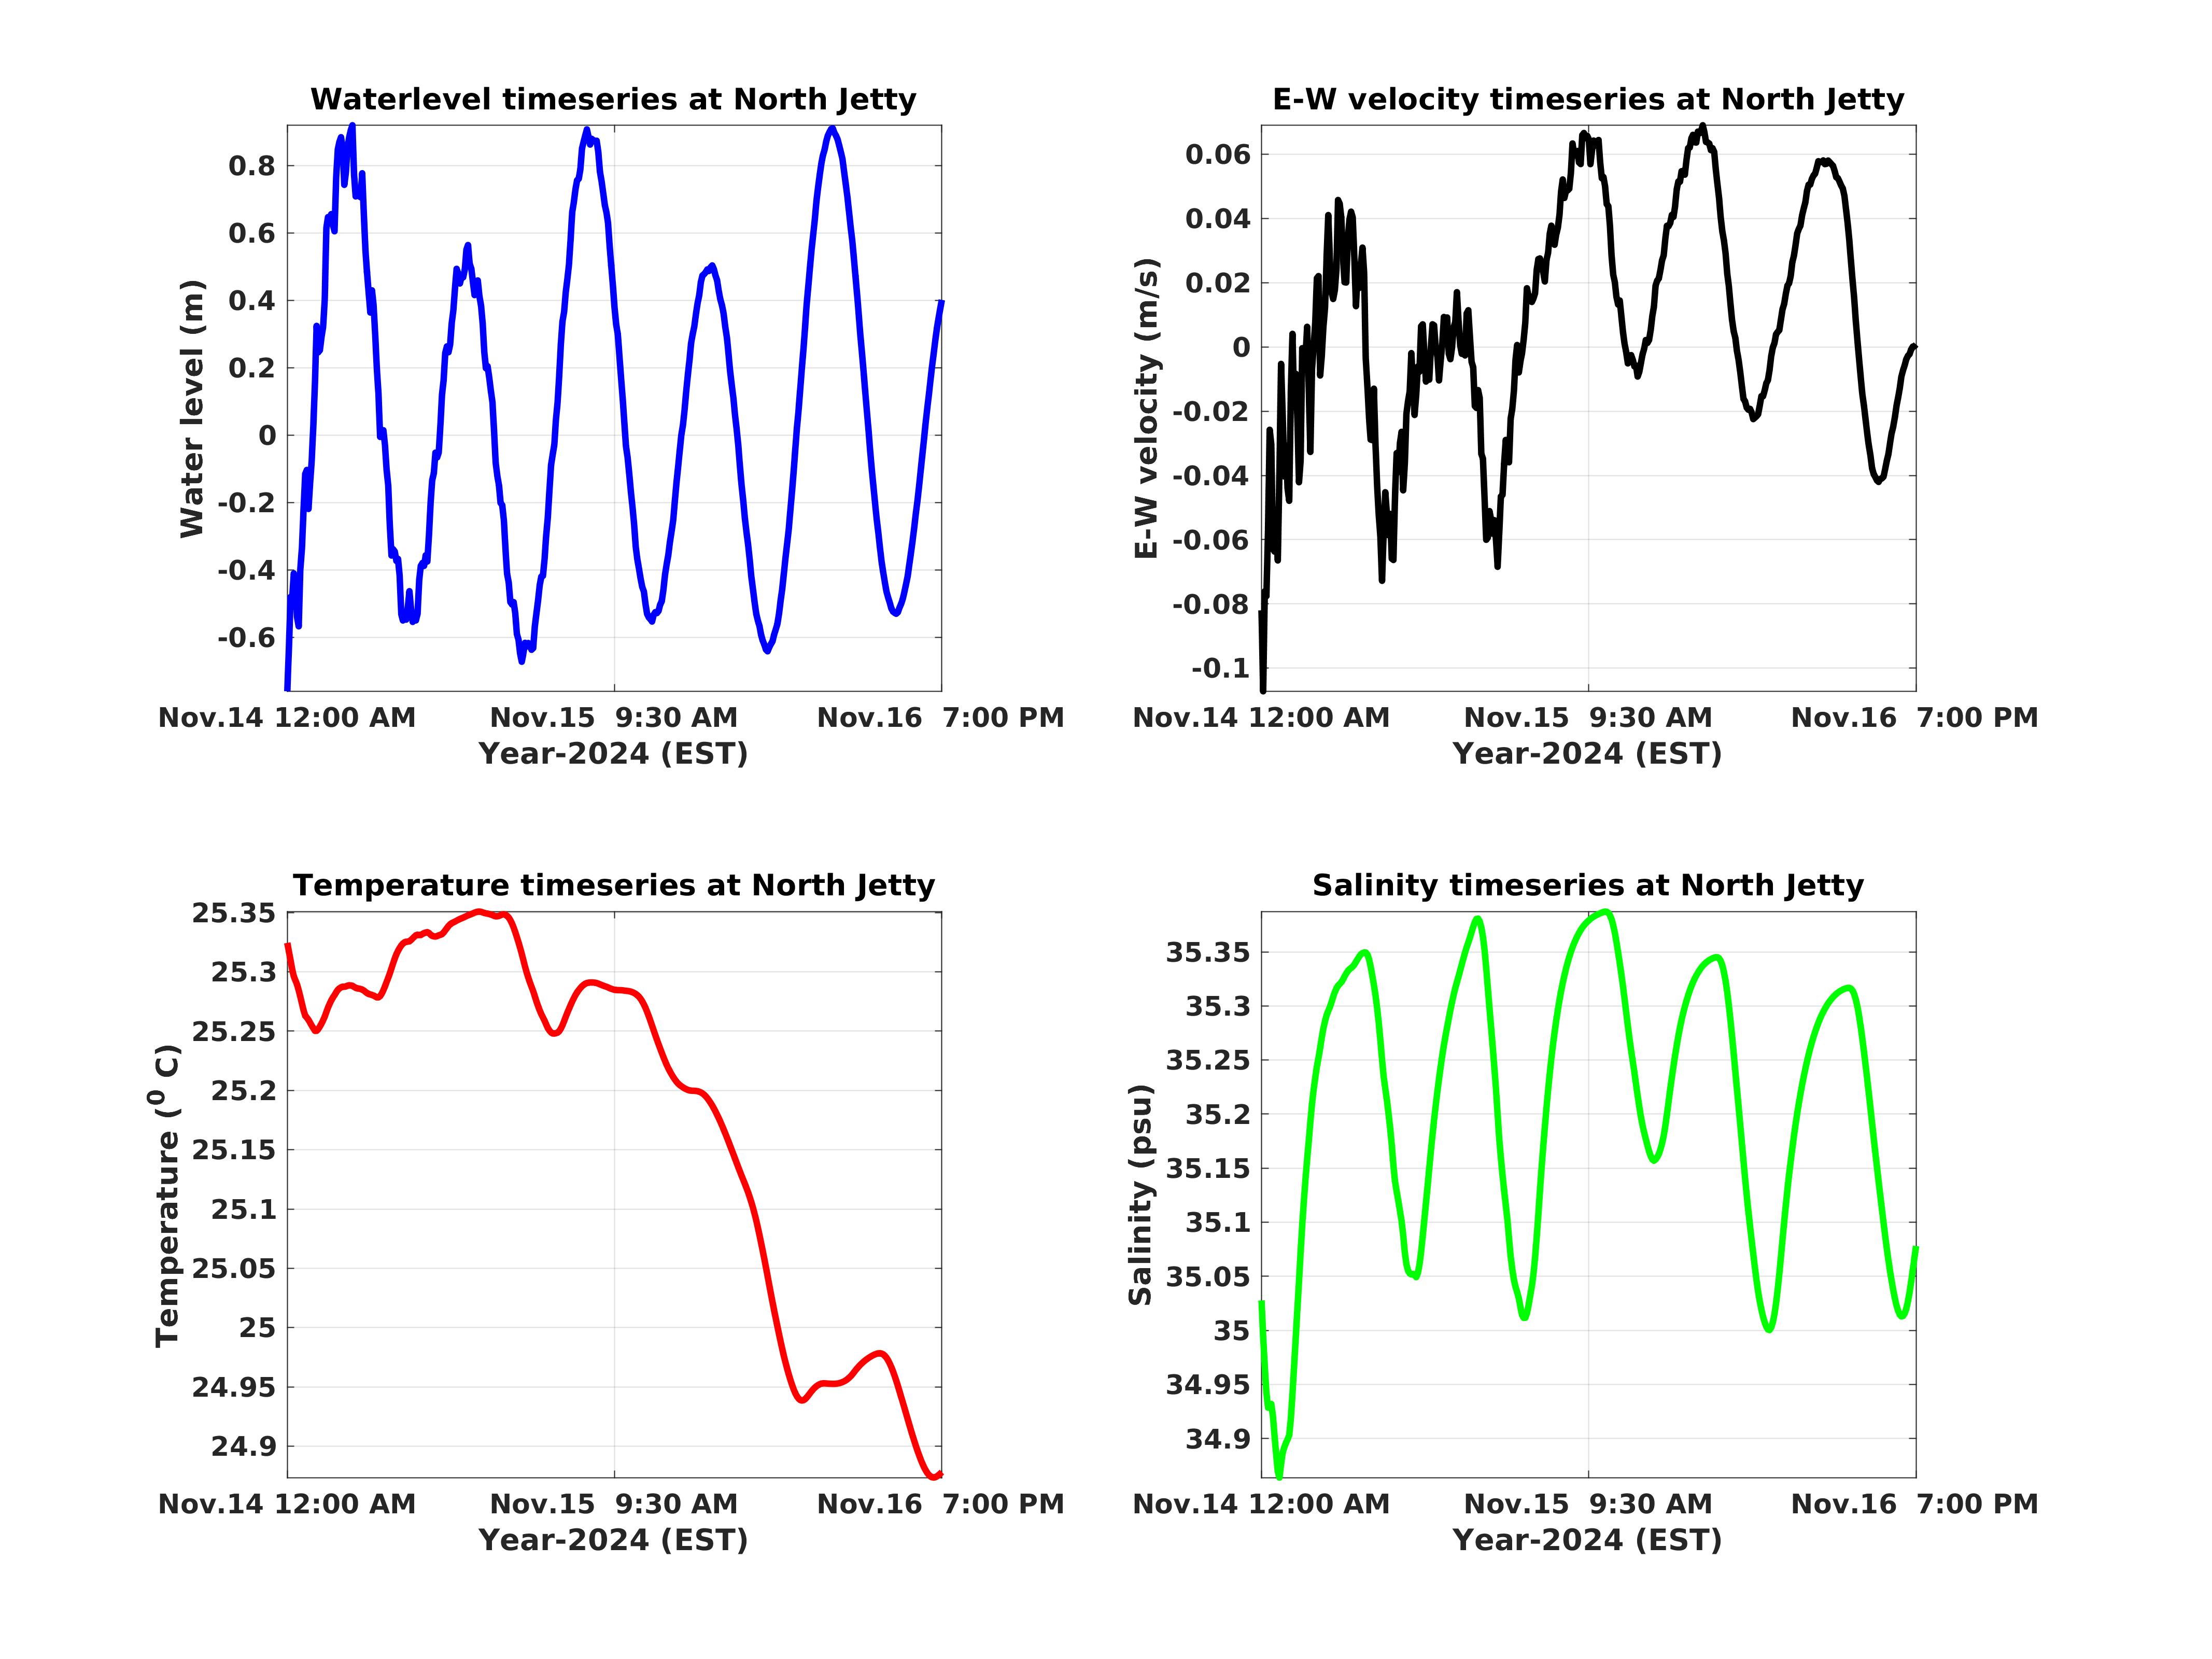 Waterlevel timeseries at North Jetty
0.8
0.6
0.4
0.2
0
-0.2
-0.4
-0.6
Water level (m)
Nov.14 12:00 AM
Nov.15 9:30 AM
Nov.16 7:00 PM
Year-2024 (EST)
E-W velocity timeseries at North Jetty
0.06
0.04
0.02
0
-0.02
-0.04
-0.06
-0.08
-0.1
E-W velocity (m/s)
Nov.14 12:00 AM
Nov.15 9:30 AM
Nov.16 7:00 PM
Year-2024 (EST)
Temperature timeseries at North Jetty
25.35
25.3
25.25
25.2
25.15
25.1
25.05
25
24.95
24.9
Temperature (⁰ C)
Nov.14 12:00 AM
Nov.15 9:30 AM
Nov.16 7:00 PM
Year-2024 (EST)
Salinity timeseries at North Jetty
35.35
35.3
35.25
35.2
35.15
35.1
35.05
35
34.95
34.9
Salinity (psu)
Nov.14 12:00 AM
Nov.15 9:30 AM
Nov.16 7:00 PM
Year-2024 (EST)